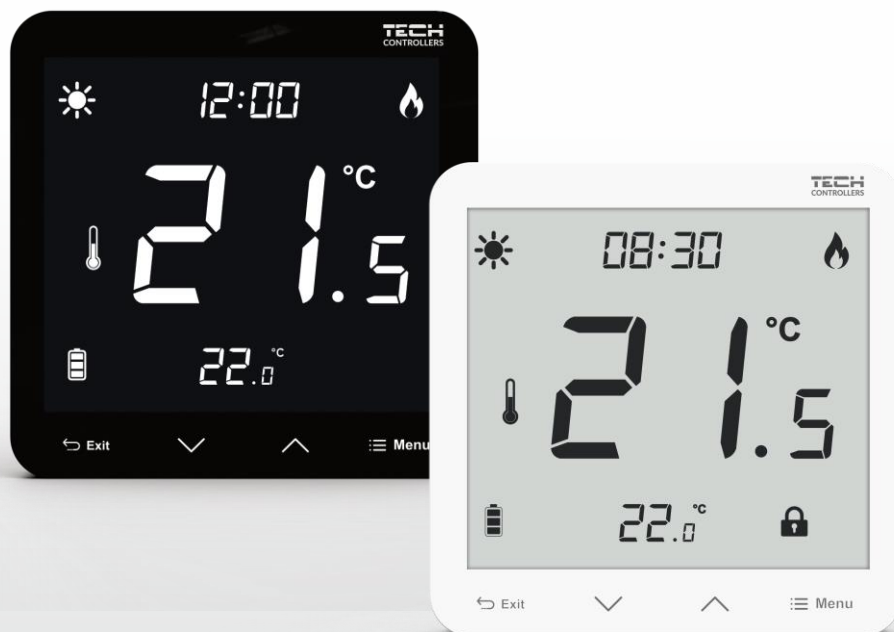 TECH
CONTROLLERS
12:00
21.5 °C
22.0 °C
Exit
Menu
TECH
CONTROLLERS
08:30
21.5 °C
22.0 °C
Exit
Menu